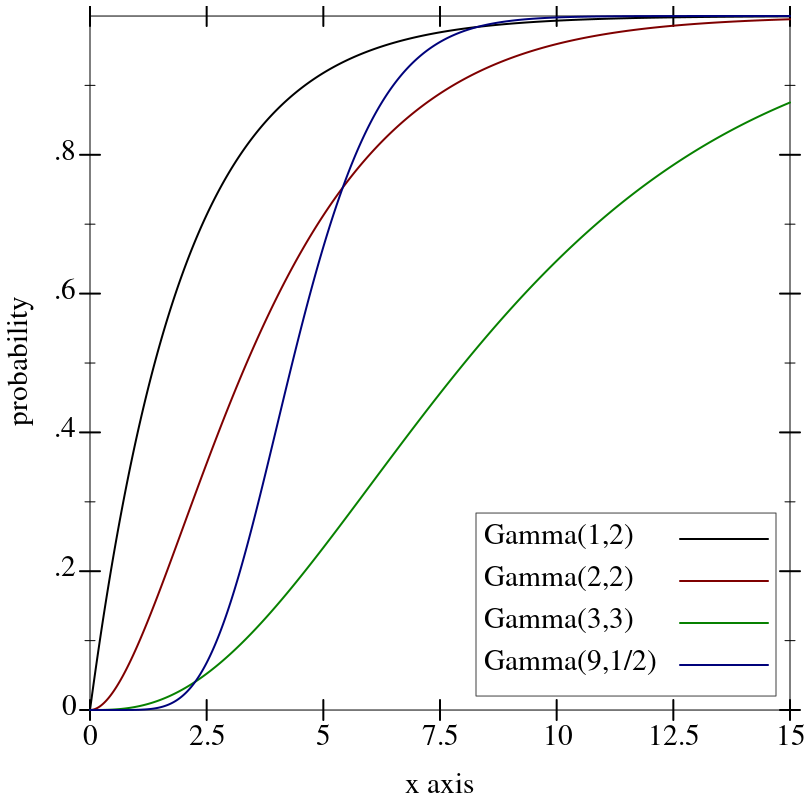 probability
.8
.6
.4
.2
0
Gamma(1,2)
Gamma(2,2)
Gamma(3,3)
Gamma(9,1/2)
0 2.5 5 7.5 10 12.5 15
x axis